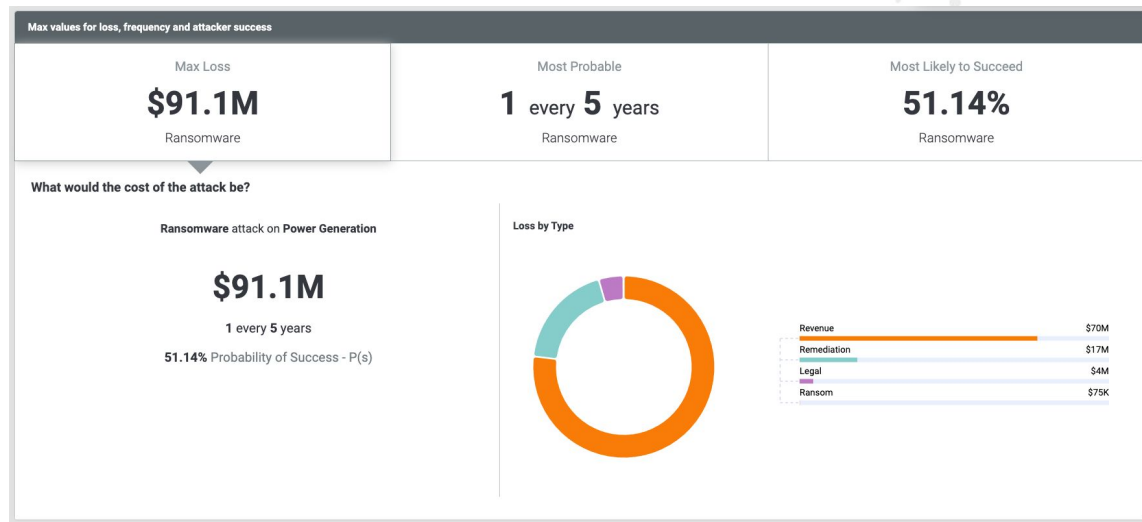 Max values for loss, frequency and attacker success
Max Loss
$91.1M
Ransomware
Most Probable
1 every 5 years
Ransomware
Most Likely to Succeed
51.14%
Ransomware
What would the cost of the attack be?
Ransomware attack on Power Generation
$91.1M
1 every 5 years
51.14% Probability of Success - P(s)
Loss by Type
Revenue $70M
Remediation $17M
Legal $4M
Ransom $75K